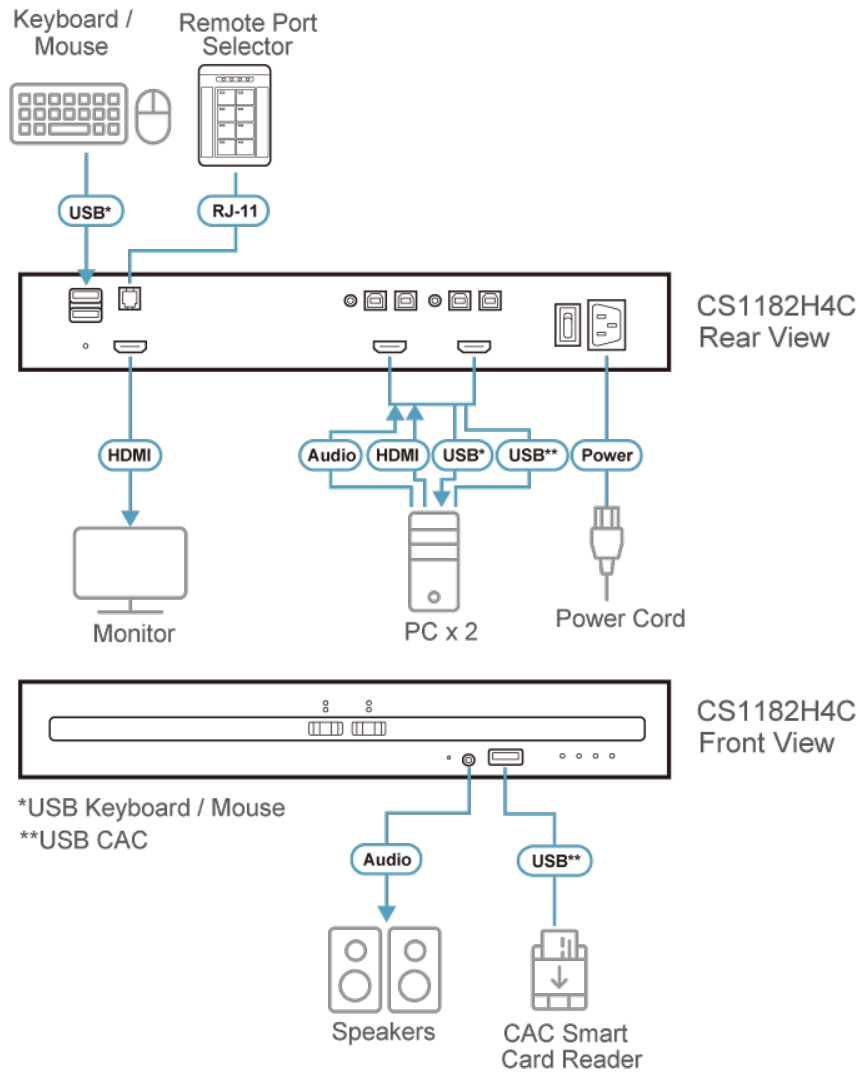 Keyboard /
Mouse
Remote Port
Selector
USB*
RJ-11
CS1182H4C
Rear View
HDMI
Audio
HDMI
USB*
USB**
Power
Monitor
PC x 2
Power Cord
CS1182H4C
Front View
*USB Keyboard / Mouse
**USB CAC
Audio
USB**
Speakers
CAC Smart
Card Reader